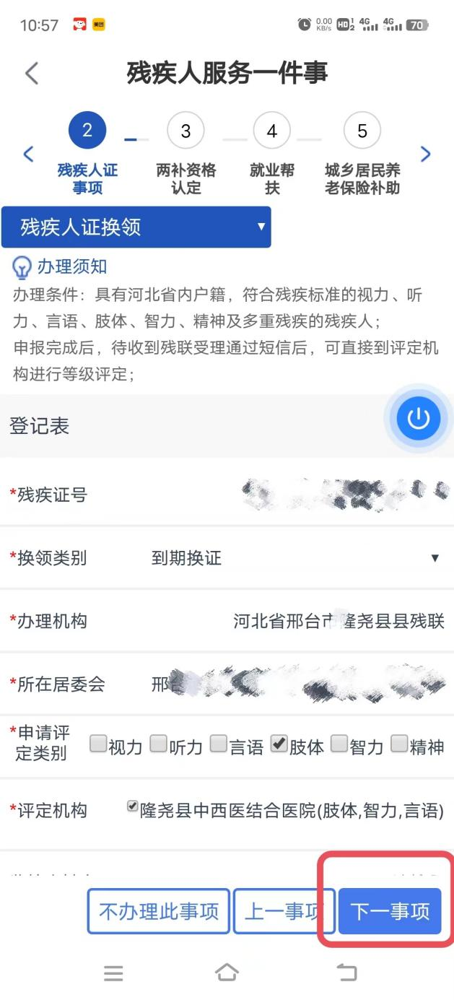 10:57
美团
0.00 KB/s HD 1 2 4G 4G 70
残疾人服务一件事
2 3 4 5
残疾人证事项
两补资格认定
就业帮扶
城乡居民养老保险补助
残疾人证换领
办理须知
办理条件：具有河北省内户籍，符合残疾标准的视力、听
力、言语、肢体、智力、精神及多重残疾的残疾人；
申报完成后，待收到残联受理通过短信后，可直接到评定机
构进行等级评定；
登记表
*残疾证号
*换领类别 到期换证
*办理机构 河北省邢台市隆尧县县残联
*所在居委会 邢
*申请评定类别 视力 听力 言语 肢体 智力 精神
*评定机构 隆尧县中西医结合医院(肢体,智力,言语)
不办理此事项 上一事项 下一事项